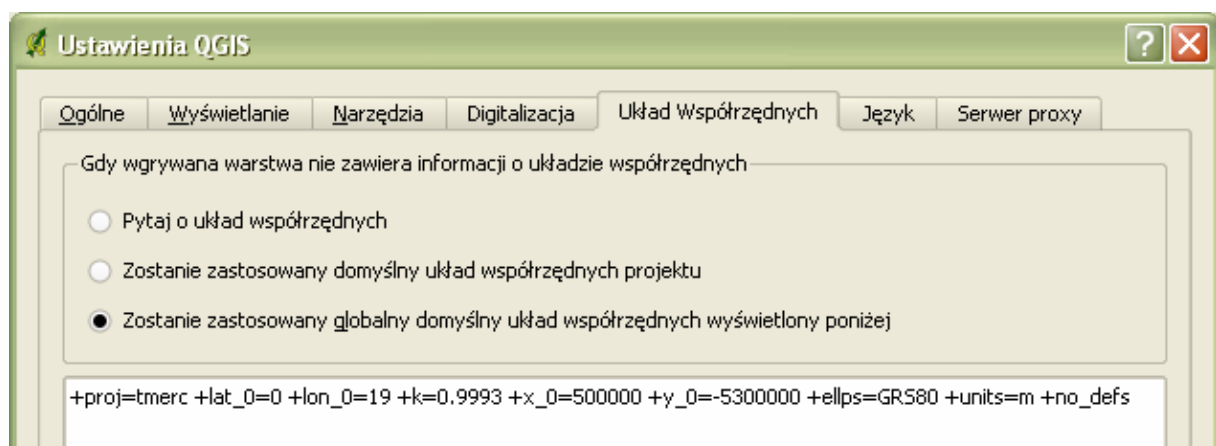 Ustawienia QGIS
Ogólne Wyświetlanie Narzędzia Digitalizacja Układ Współrzędnych Język Serwer proxy
Gdy wgrywana warstwa nie zawiera informacji o układzie współrzędnych
Pytaj o układ współrzędnych
Zostanie zastosowany domyślny układ współrzędnych projektu
Zostanie zastosowany globalny domyślny układ współrzędnych wyświetlony poniżej
+proj=tmerc +lat_0=0 +lon_0=19 +k=0.9993 +x_0=500000 +y_0=-5300000 +ellps=GRS80 +units=m +no_defs